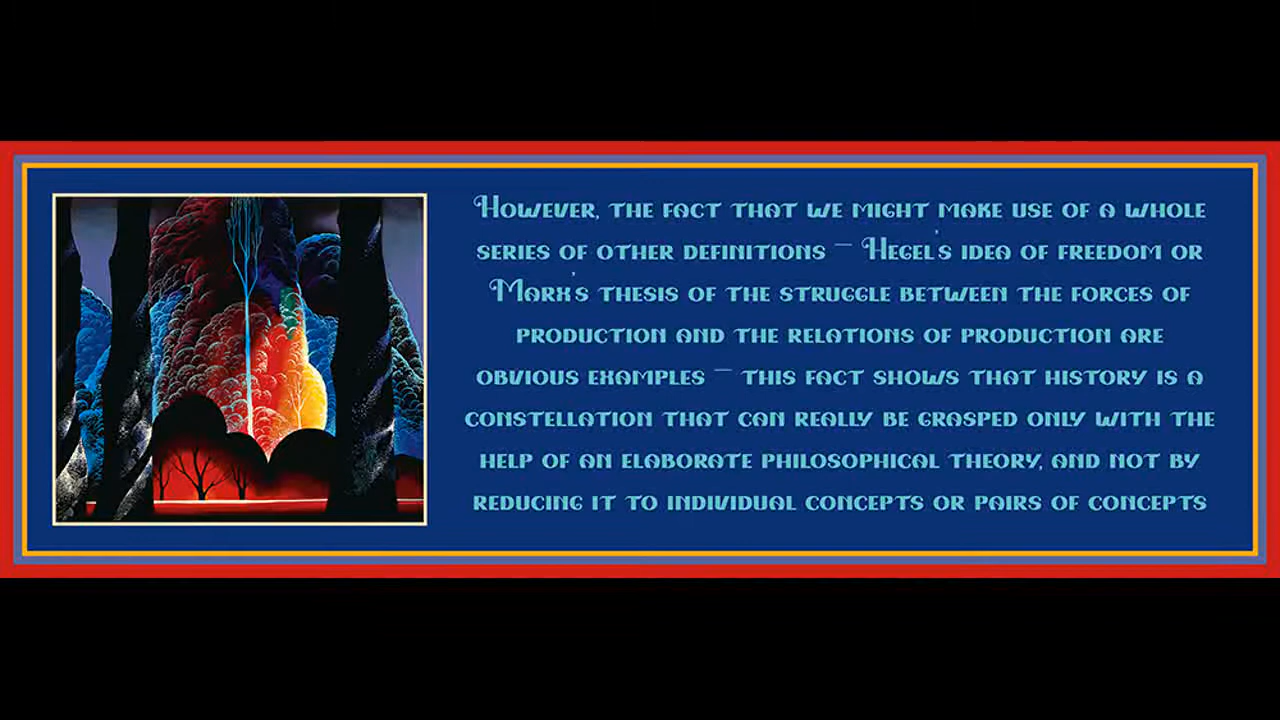 However, the fact that we might make use of a whole
series of other definitions — Hegel's idea of freedom or
Marx's thesis of the struggle between the forces of
production and the relations of production are
obvious examples — this fact shows that history is a
constellation that can really be grasped only with the
help of an elaborate philosophical theory, and not by
reducing it to individual concepts or pairs of concepts